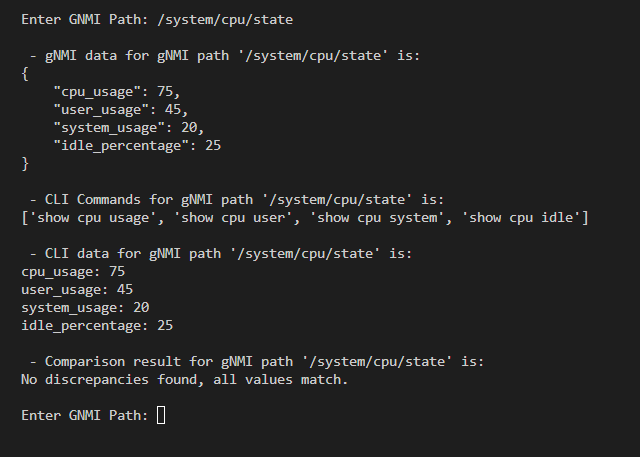 Enter GNMI Path: /system/cpu/state
- gNMI data for gNMI path '/system/cpu/state' is:
{
"cpu_usage": 75,
"user_usage": 45,
"system_usage": 20,
"idle_percentage": 25
}
- CLI Commands for gNMI path '/system/cpu/state' is:
['show cpu usage', 'show cpu user', 'show cpu system', 'show cpu idle']
- CLI data for gNMI path '/system/cpu/state' is:
cpu_usage: 75
user_usage: 45
system_usage: 20
idle_percentage: 25
- Comparison result for gNMI path '/system/cpu/state' is:
No discrepancies found, all values match.
Enter GNMI Path: